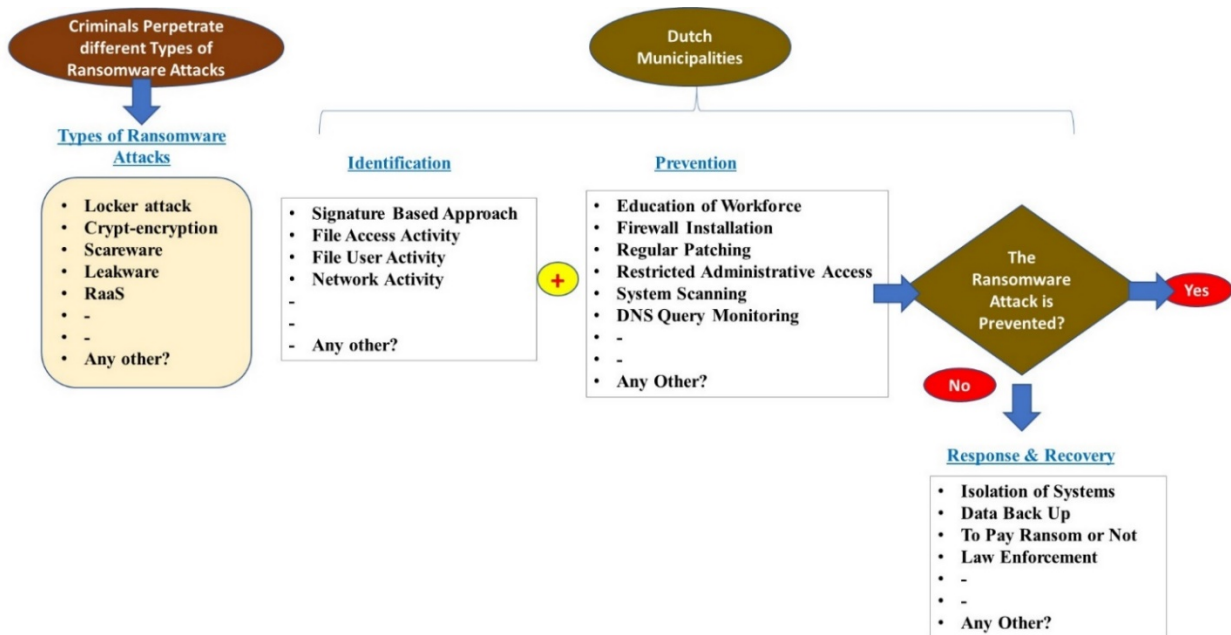 Criminals Perpetrate
different Types of
Ransomware Attacks
Types of Ransomware
Attacks
• Locker attack
• Crypt-encryption
• Scareware
• Leakware
• RaaS
• -
• -
• Any other?
Dutch
Municipalities
Identification
• Signature Based Approach
• File Access Activity
• File User Activity
• Network Activity
-
-
- Any other?
+
Prevention
• Education of Workforce
• Firewall Installation
• Regular Patching
• Restricted Administrative Access
• System Scanning
• DNS Query Monitoring
• -
• -
• Any Other?
The
Ransomware
Attack is
Prevented?
Yes
No
Response & Recovery
• Isolation of Systems
• Data Back Up
• To Pay Ransom or Not
• Law Enforcement
• -
• -
• Any Other?